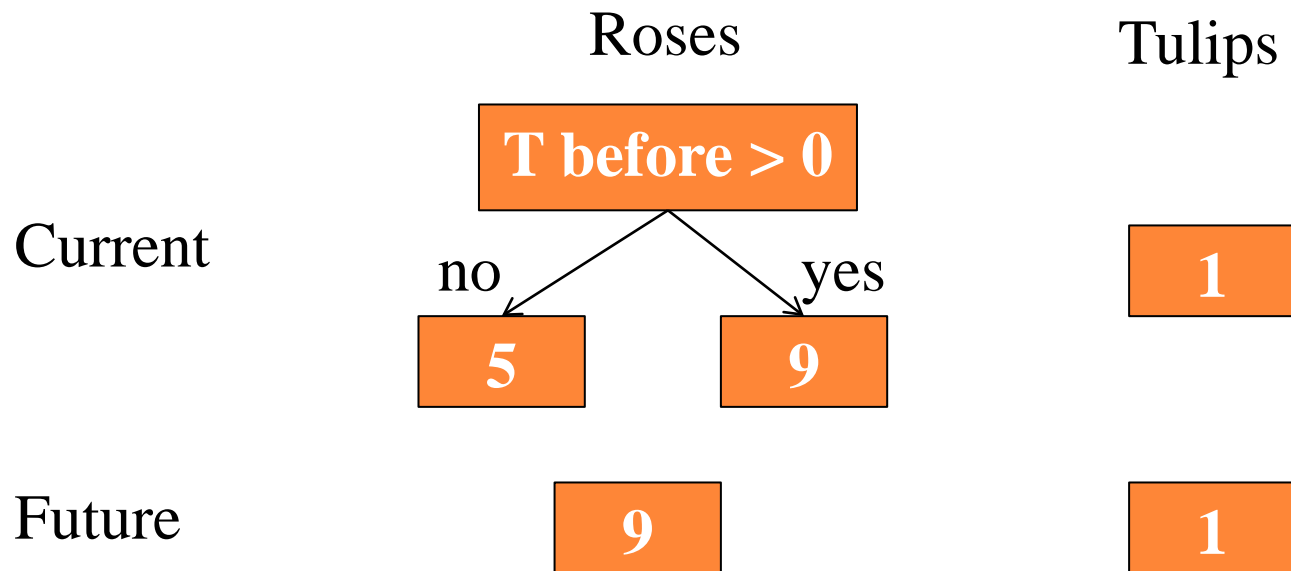 Roses
Tulips
T before > 0
Current
no
yes
1
5
9
Future
9
1